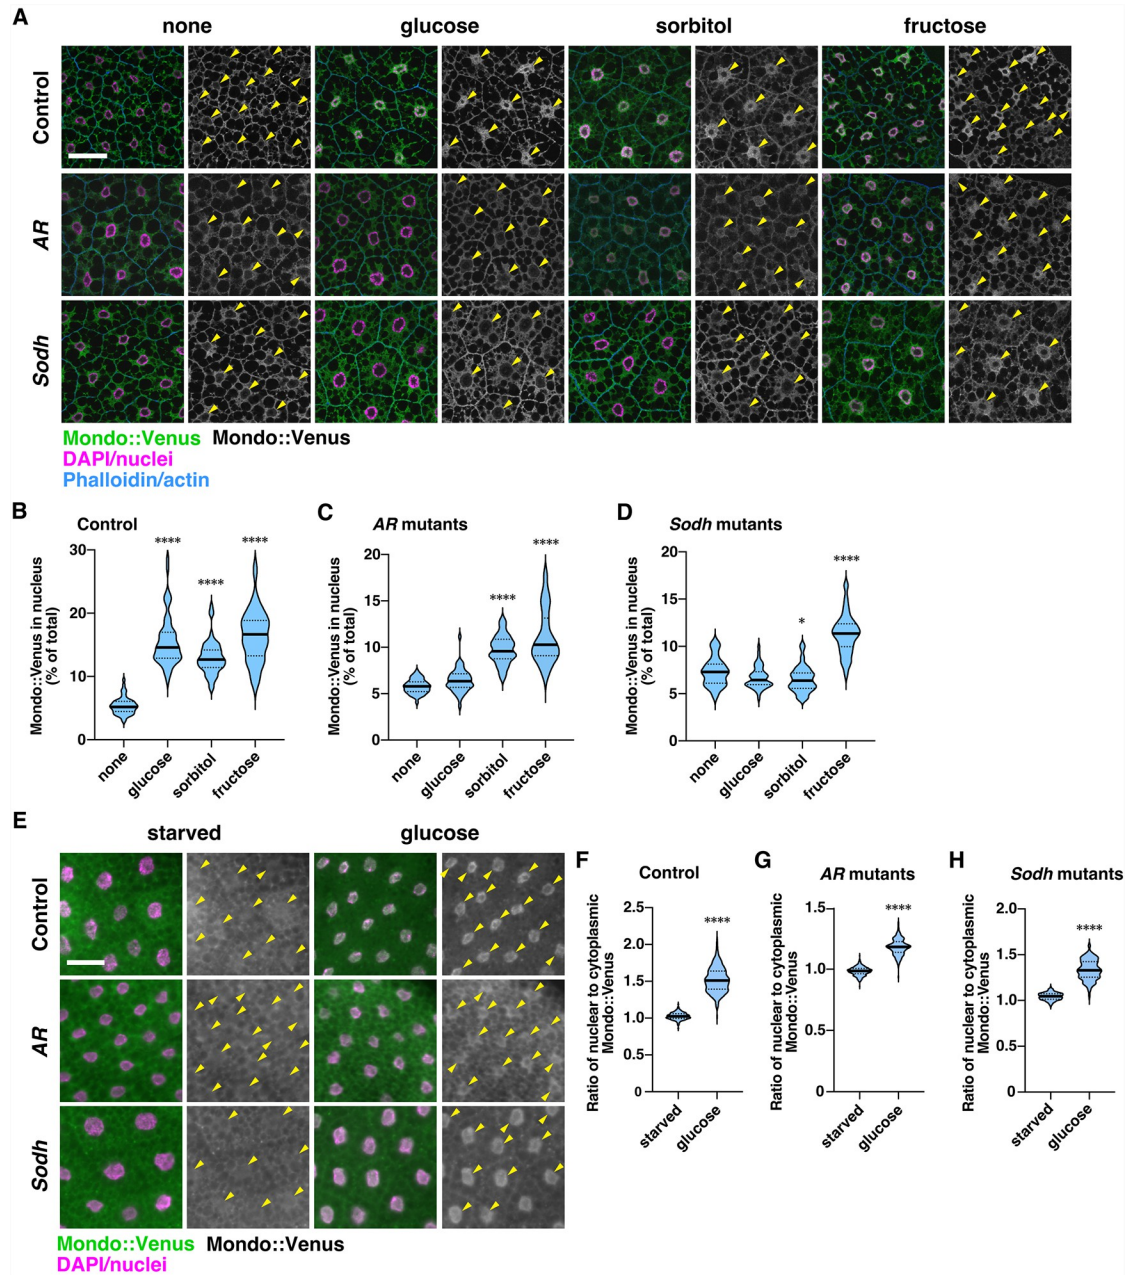 A
none glucose sorbitol fructose
Control
AR
Sodh
Mondo::Venus Mondo::Venus
DAPI/nuclei
Phalloidin/actin
B
Control
Mondo::Venus in nucleus
(% of total)
30
20
10
0
****
****
****
none
glucose
sorbitol
fructose
C
AR mutants
Mondo::Venus in nucleus
(% of total)
20
15
10
5
0
****
****
none
glucose
sorbitol
fructose
D
Sodh mutants
Mondo::Venus in nucleus
(% of total)
20
15
10
5
0
*
****
none
glucose
sorbitol
fructose
E
starved glucose
Control
AR
Sodh
Mondo::Venus Mondo::Venus
DAPI/nuclei
F
Control
Ratio of nuclear to cytoplasmic
Mondo::Venus
2.5
2.0
1.5
1.0
0.5
0
****
starved
glucose
G
AR mutants
Ratio of nuclear to cytoplasmic
Mondo::Venus
1.5
1.0
0.5
0
****
starved
glucose
H
Sodh mutants
Ratio of nuclear to cytoplasmic
Mondo::Venus
2.0
1.5
1.0
0.5
0
****
starved
glucose